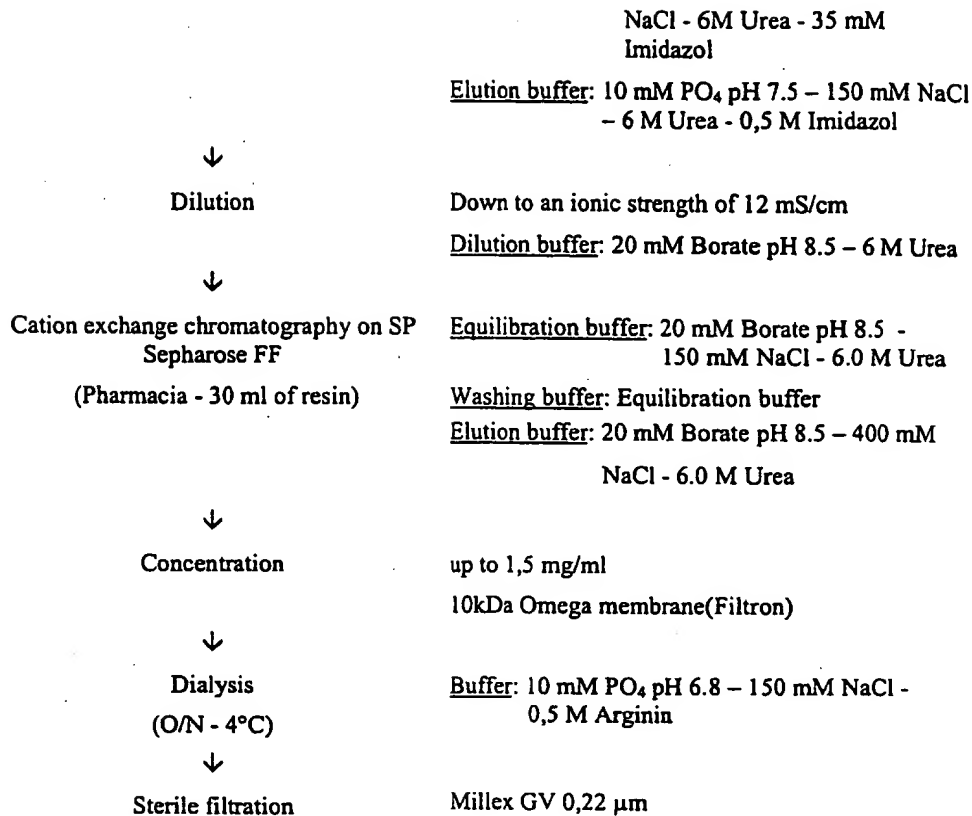 NaCl - 6M Urea - 35 mM
Imidazol
Elution buffer: 10 mM PO₄ pH 7.5 – 150 mM NaCl
– 6 M Urea - 0,5 M Imidazol
↓
Dilution
Down to an ionic strength of 12 mS/cm
Dilution buffer: 20 mM Borate pH 8.5 – 6 M Urea
↓
Cation exchange chromatography on SP
Sepharose FF
(Pharmacia - 30 ml of resin)
Equilibration buffer: 20 mM Borate pH 8.5 -
150 mM NaCl - 6.0 M Urea
Washing buffer: Equilibration buffer
Elution buffer: 20 mM Borate pH 8.5 – 400 mM
NaCl - 6.0 M Urea
↓
Concentration
up to 1,5 mg/ml
10kDa Omega membrane(Filtron)
↓
Dialysis
(O/N - 4°C)
Buffer: 10 mM PO₄ pH 6.8 – 150 mM NaCl -
0,5 M Arginin
↓
Sterile filtration
Millex GV 0,22 µm